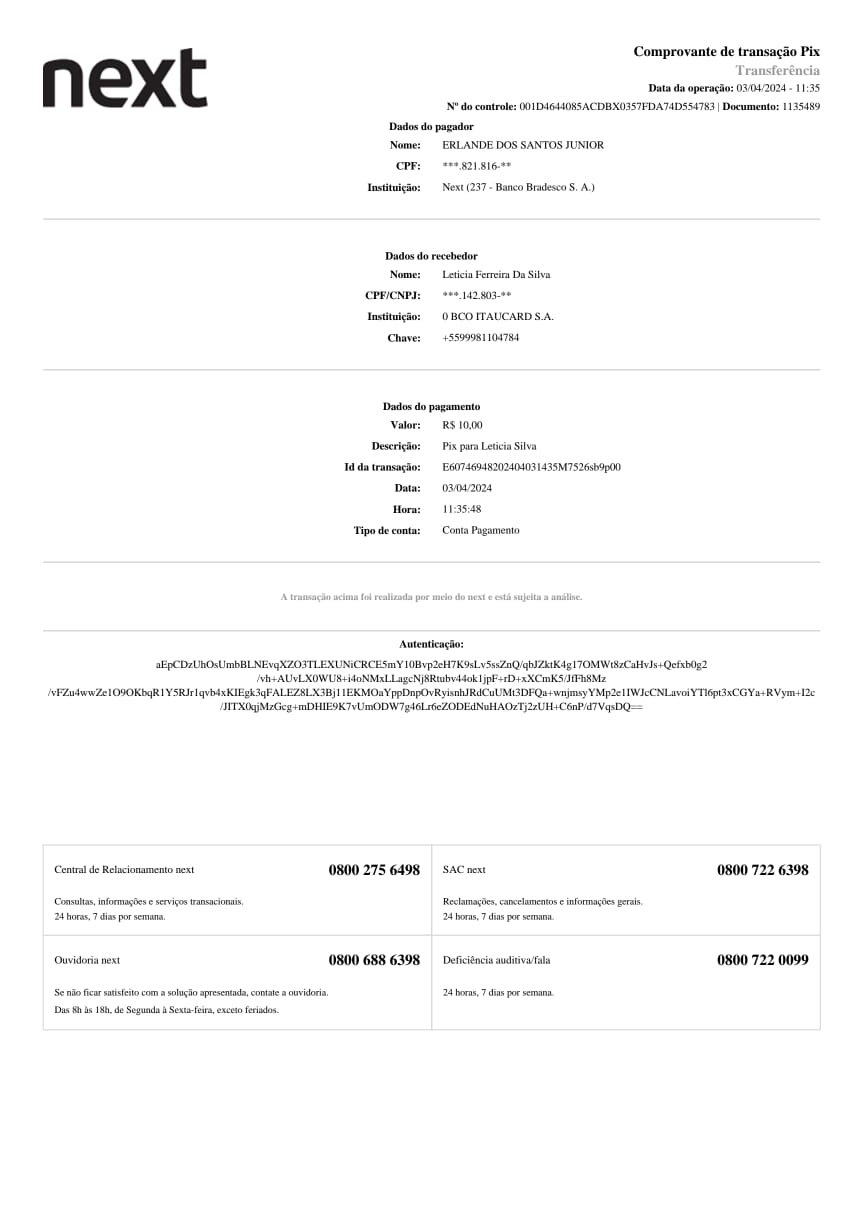 next
Comprovante de transação Pix
Transferência
Data da operação: 03/04/2024 - 11:35
Nº do controle: 001D4644085ACDBX0357FDA74D554783 | Documento: 1135489
Dados do pagador
Nome: ERLANDE DOS SANTOS JUNIOR
CPF: ***.821.816-**
Instituição: Next (237 - Banco Bradesco S. A.)
Dados do recebedor
Nome: Leticia Ferreira Da Silva
CPF/CNPJ: ***.142.803-**
Instituição: 0 BCO ITAUCARD S.A.
Chave: +5599981104784
Dados do pagamento
Valor: R$ 10,00
Descrição: Pix para Leticia Silva
Id da transação: E60746948202404031435M7526sb9p00
Data: 03/04/2024
Hora: 11:35:48
Tipo de conta: Conta Pagamento
A transação acima foi realizada por meio do next e está sujeita a análise.
Autenticação:
aEpCDzUhOsUmbBLNEvqXZO3TLEXUNiCRCE5mY10Bvp2eH7K9sLv5ssZnQ/qbJZktK4g17OMWt8zCaHvJs+Qefxb0g2
/vh+AUvLX0WU8+i4oNMxLLagcNj8Rtubv44ok1jpF+rD+xXCmK5/JfFh8Mz
/vFZu4wwZe1O9OKbqR1Y5RJr1qvb4xKIEgk3qFALEZ8LX3Bj11EKMOaYppDnpOvRyisnhJRdCuUMt3DFQa+wnjmsyYMp2e1IWJcCNLavoiYTl6pt3xCGYa+RVym+I2c
/JITX0qjMzGcg+mDHIE9K7vUmODW7g46Lr6eZODEdNuHAOzTj2zUH+C6nP/d7VqsDQ==
Central de Relacionamento next 0800 275 6498
Consultas, informações e serviços transacionais.
24 horas, 7 dias por semana.
SAC next 0800 722 6398
Reclamações, cancelamentos e informações gerais.
24 horas, 7 dias por semana.
Ouvidoria next 0800 688 6398
Se não ficar satisfeito com a solução apresentada, contate a ouvidoria.
Das 8h às 18h, de Segunda à Sexta-feira, exceto feriados.
Deficiência auditiva/fala 0800 722 0099
24 horas, 7 dias por semana.